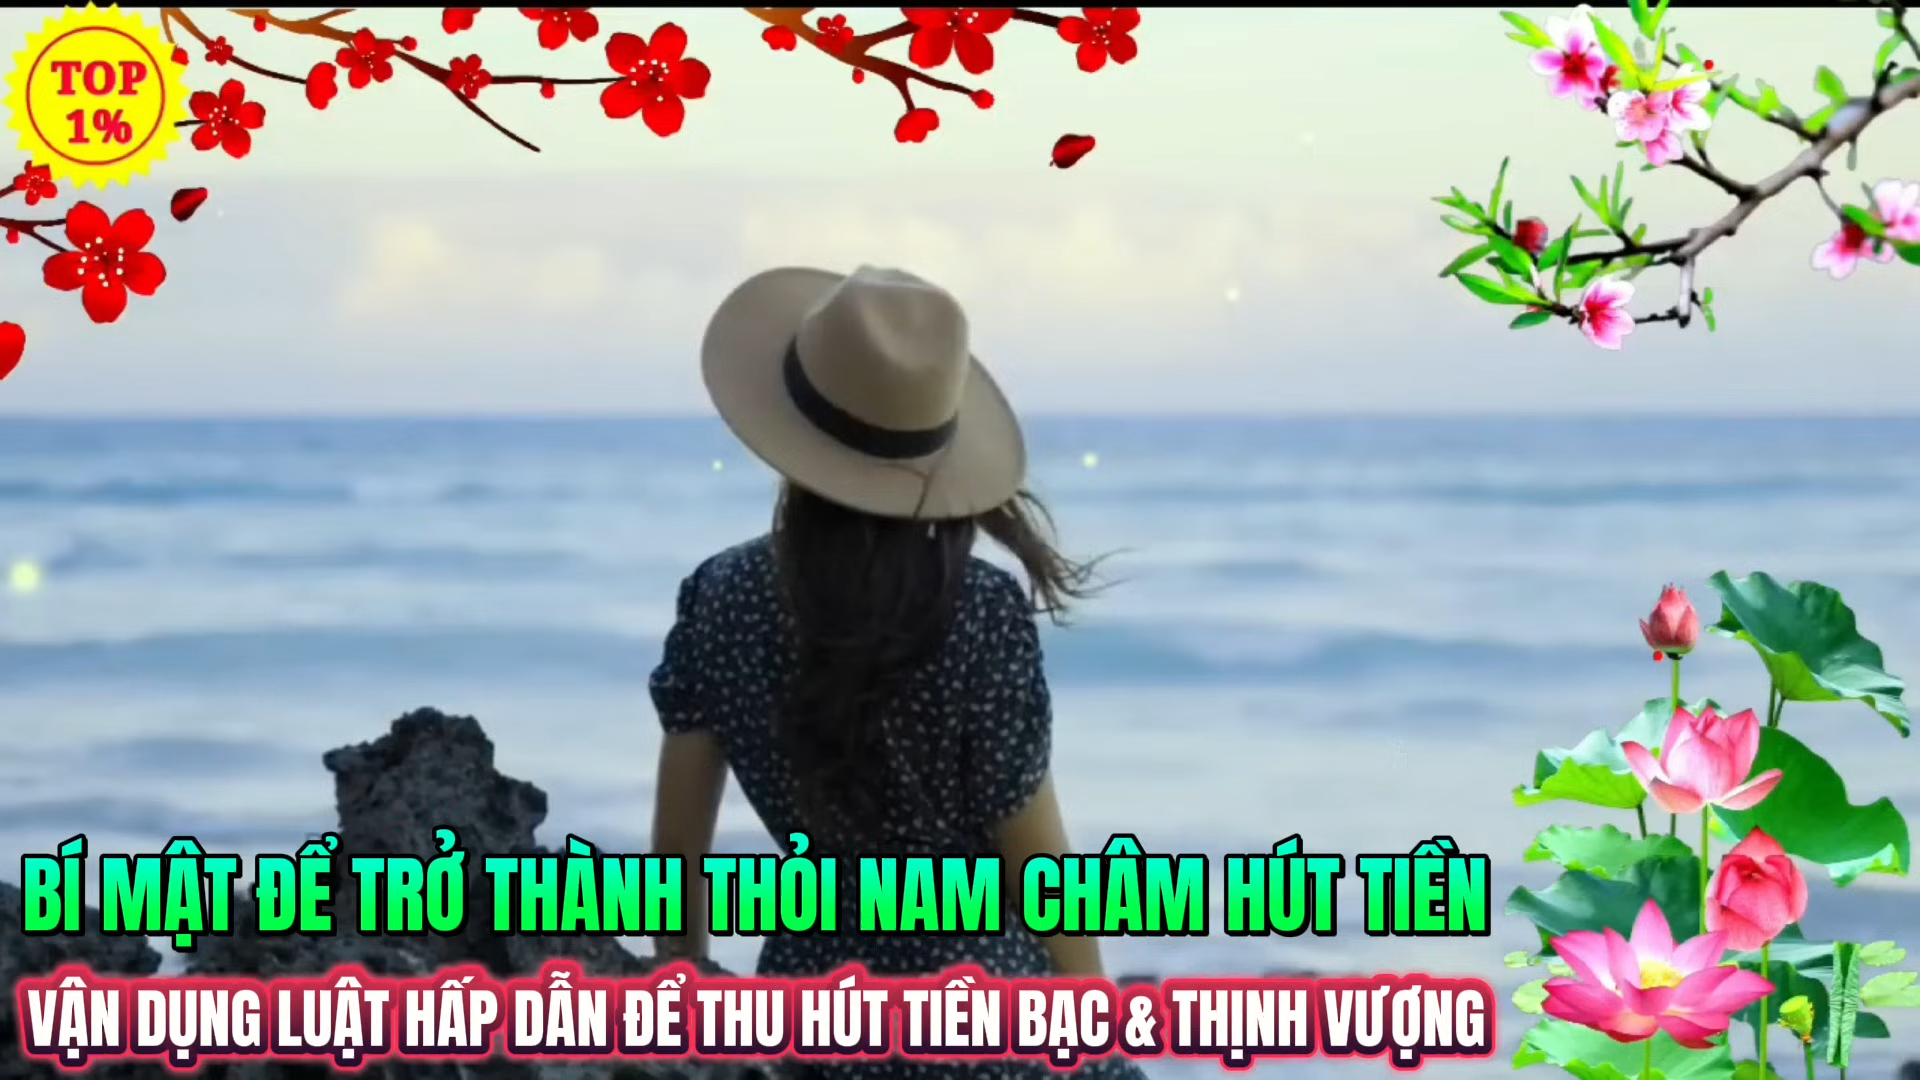 TOP
1%
BÍ MẬT ĐỂ TRỞ THÀNH THỎI NAM CHÂM HÚT TIỀN
VẬN DỤNG LUẬT HẤP DẪN ĐỂ THU HÚT TIỀN BẠC & THỊNH VƯỢNG